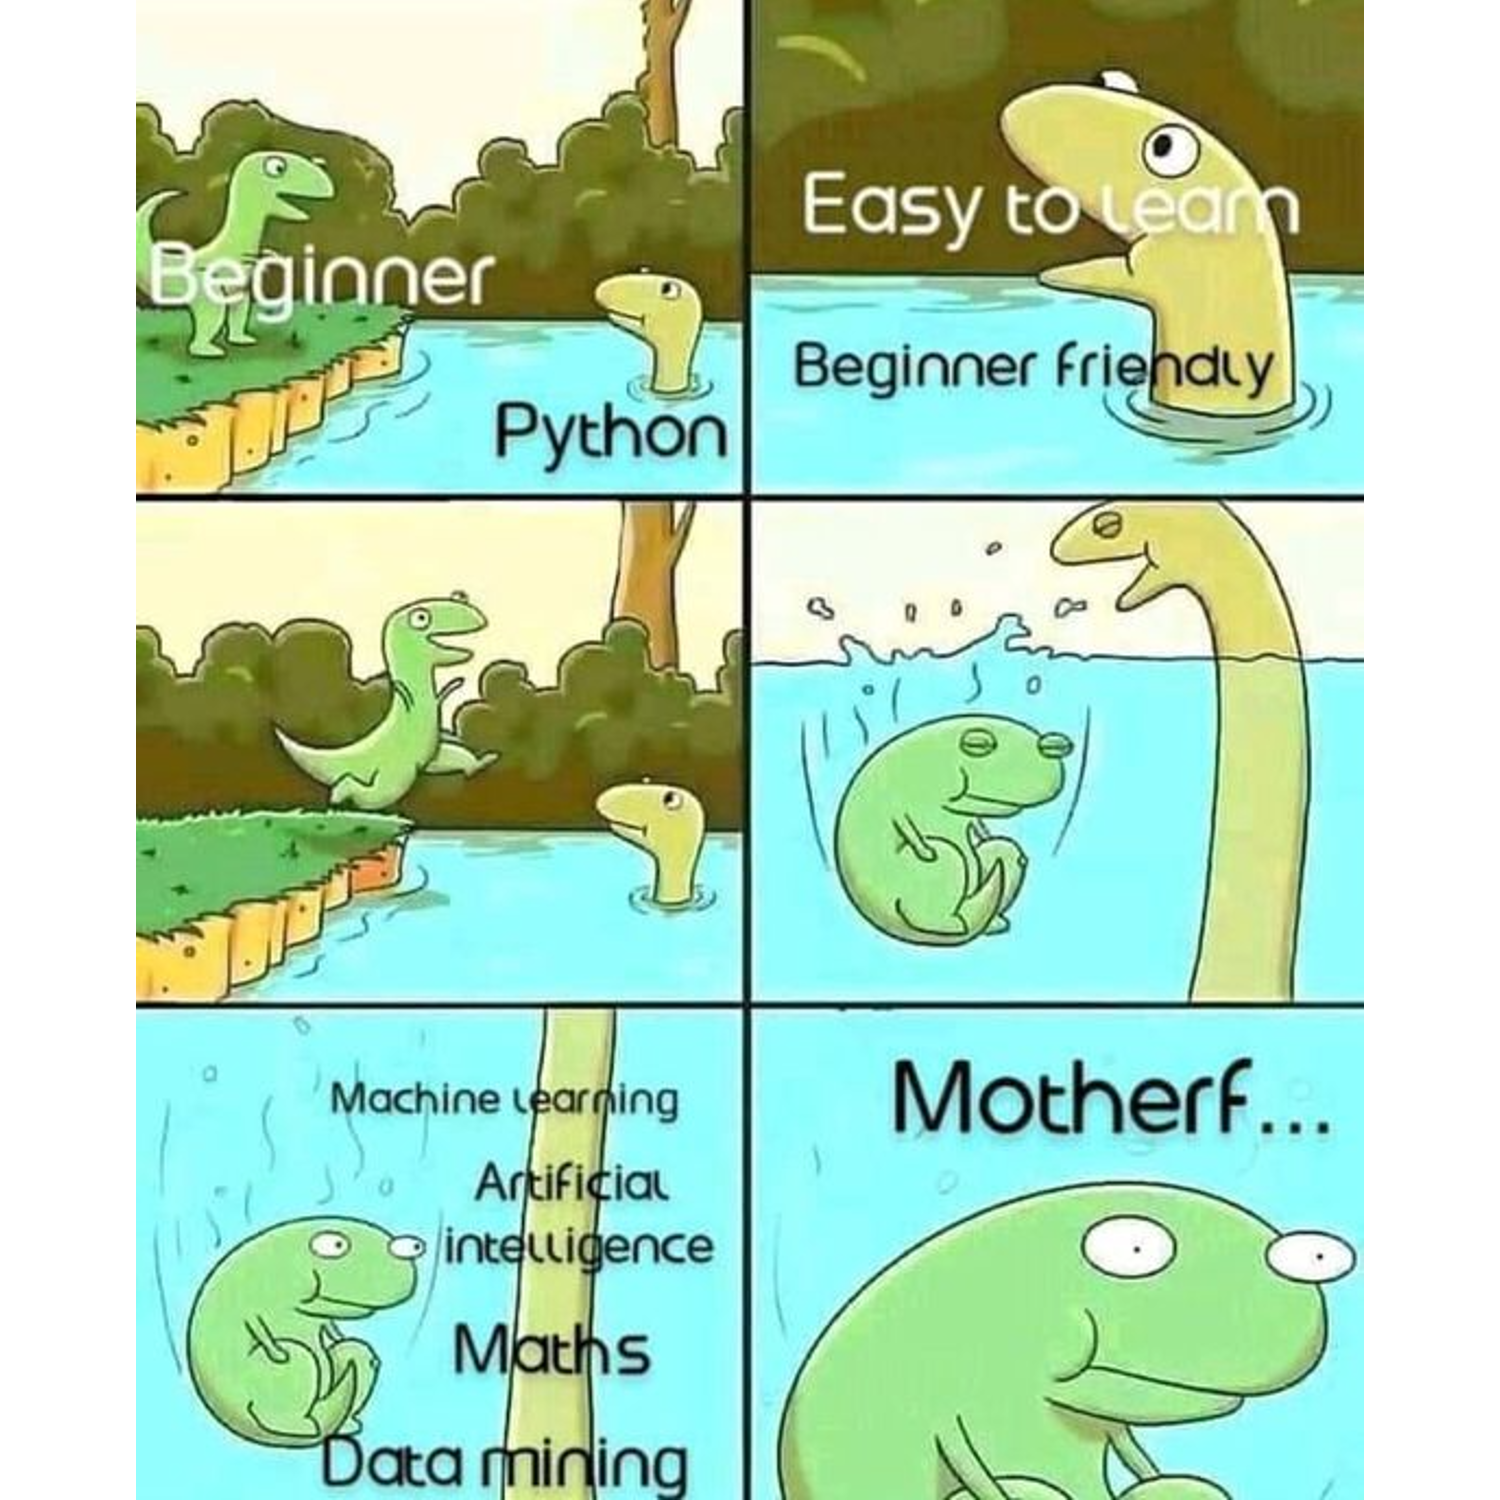 Beginner
Python
Easy to learn
Beginner friendly
Machine learning
Artificial
intelligence
Maths
Data mining
Motherf...